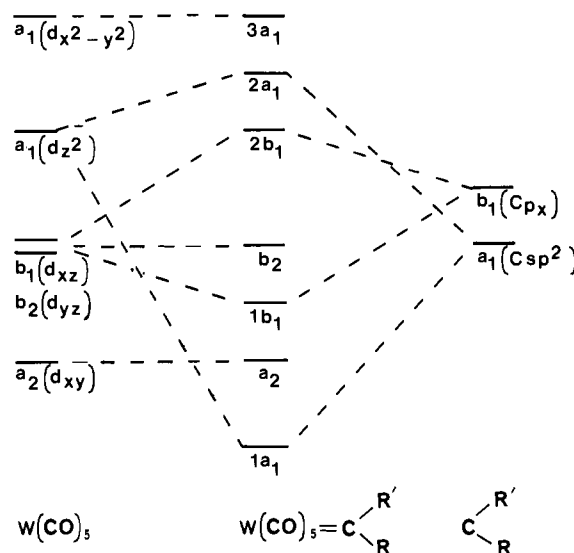 a₁(dₓ²−y²) 3a₁
2a₁
a₁(dz²) 2b₁
b₁(Cpₓ)
a₁(Csp²)
b₁(dxz) b₂
b₂(dyz) 1b₁
a₂(dxy) a₂
1a₁
R' R'
W(CO)₅ W(CO)₅=C C
R R